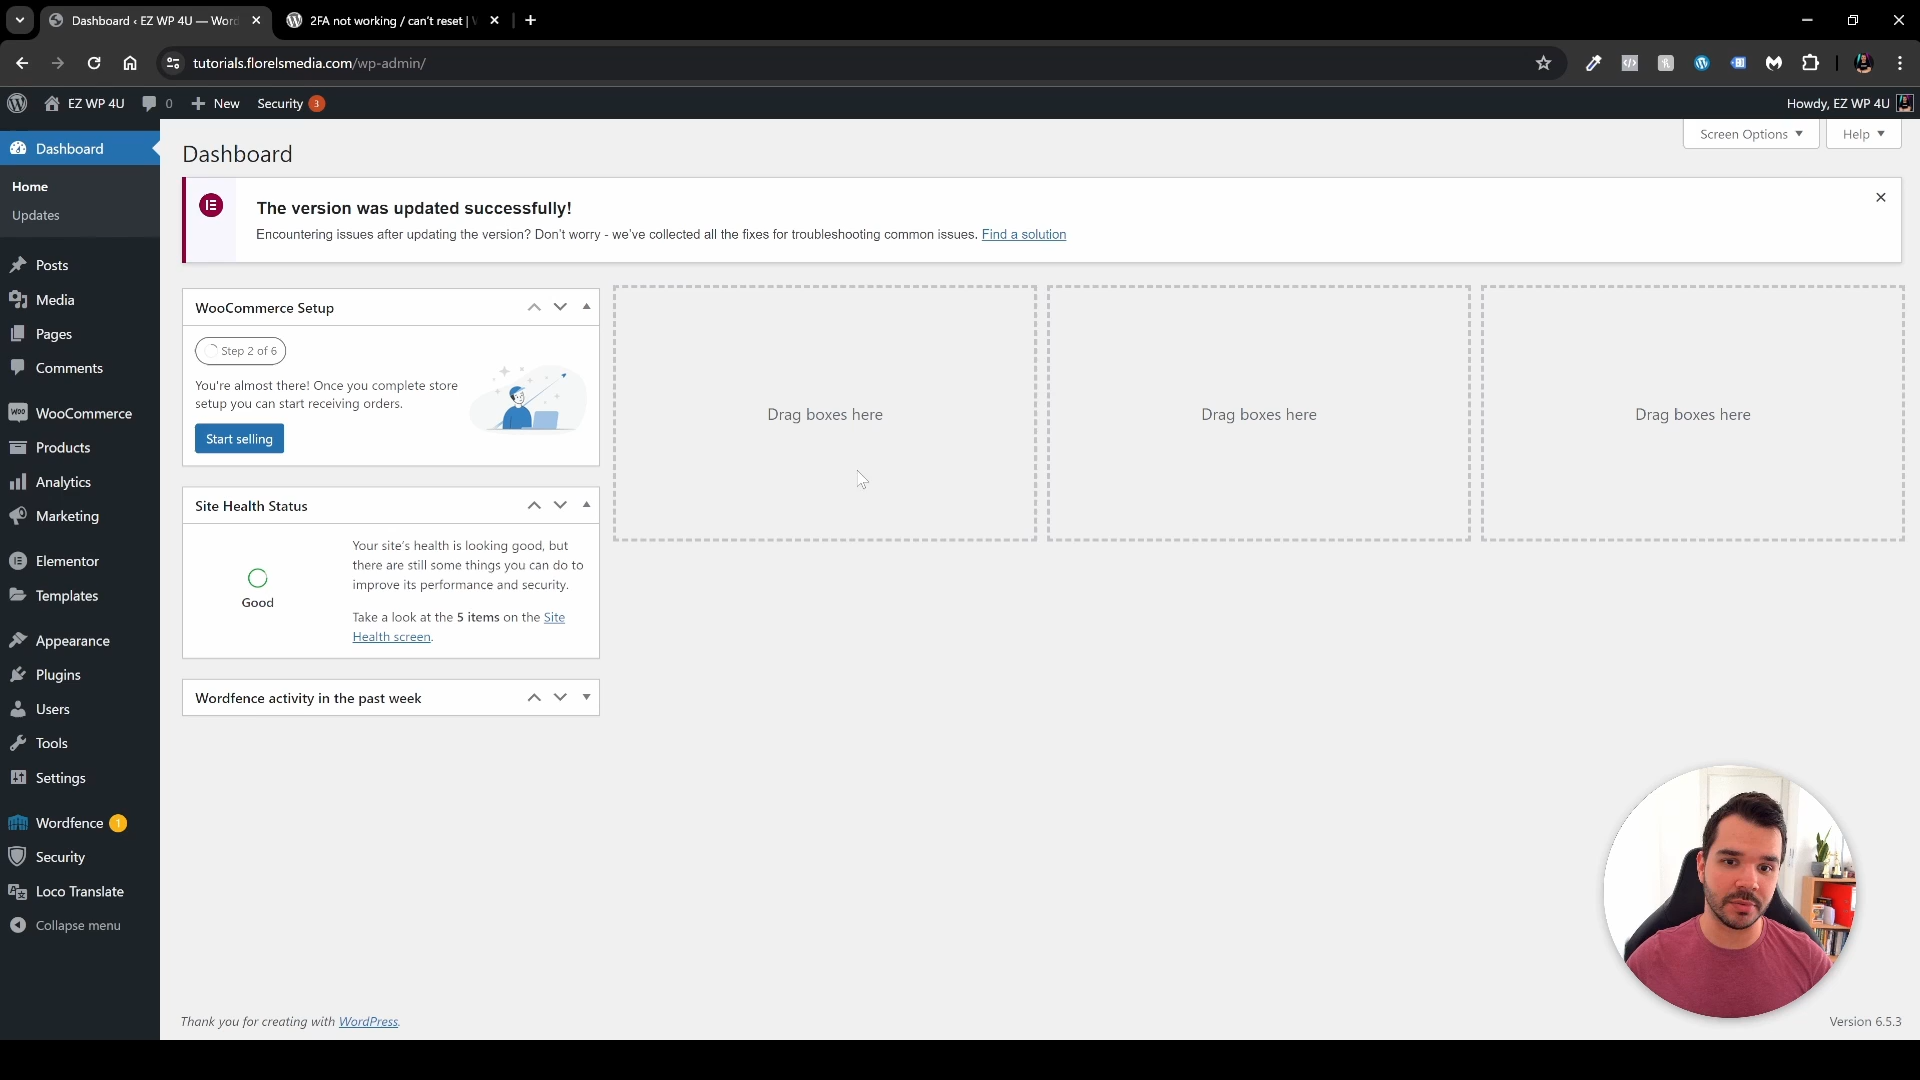 Dashboard ‹ EZ WP 4U — Wor
2FA not working / can't reset |
tutorials.florelsmedia.com/wp-admin/
EZ WP 4U
0
New
Security 3
Howdy, EZ WP 4U
Screen Options
Help
Dashboard
Home
Updates
Posts
Media
Pages
Comments
WooCommerce
Products
Analytics
Marketing
Elementor
Templates
Appearance
Plugins
Users
Tools
Settings
Wordfence 1
Security
Loco Translate
Collapse menu
Dashboard
The version was updated successfully!
Encountering issues after updating the version? Don't worry - we've collected all the fixes for troubleshooting common issues. Find a solution
WooCommerce Setup
Step 2 of 6
You're almost there! Once you complete store
setup you can start receiving orders.
Start selling
Site Health Status
Good
Your site's health is looking good, but
there are still some things you can do to
improve its performance and security.
Take a look at the 5 items on the Site
Health screen.
Wordfence activity in the past week
Drag boxes here
Drag boxes here
Drag boxes here
Thank you for creating with WordPress.
Version 6.5.3